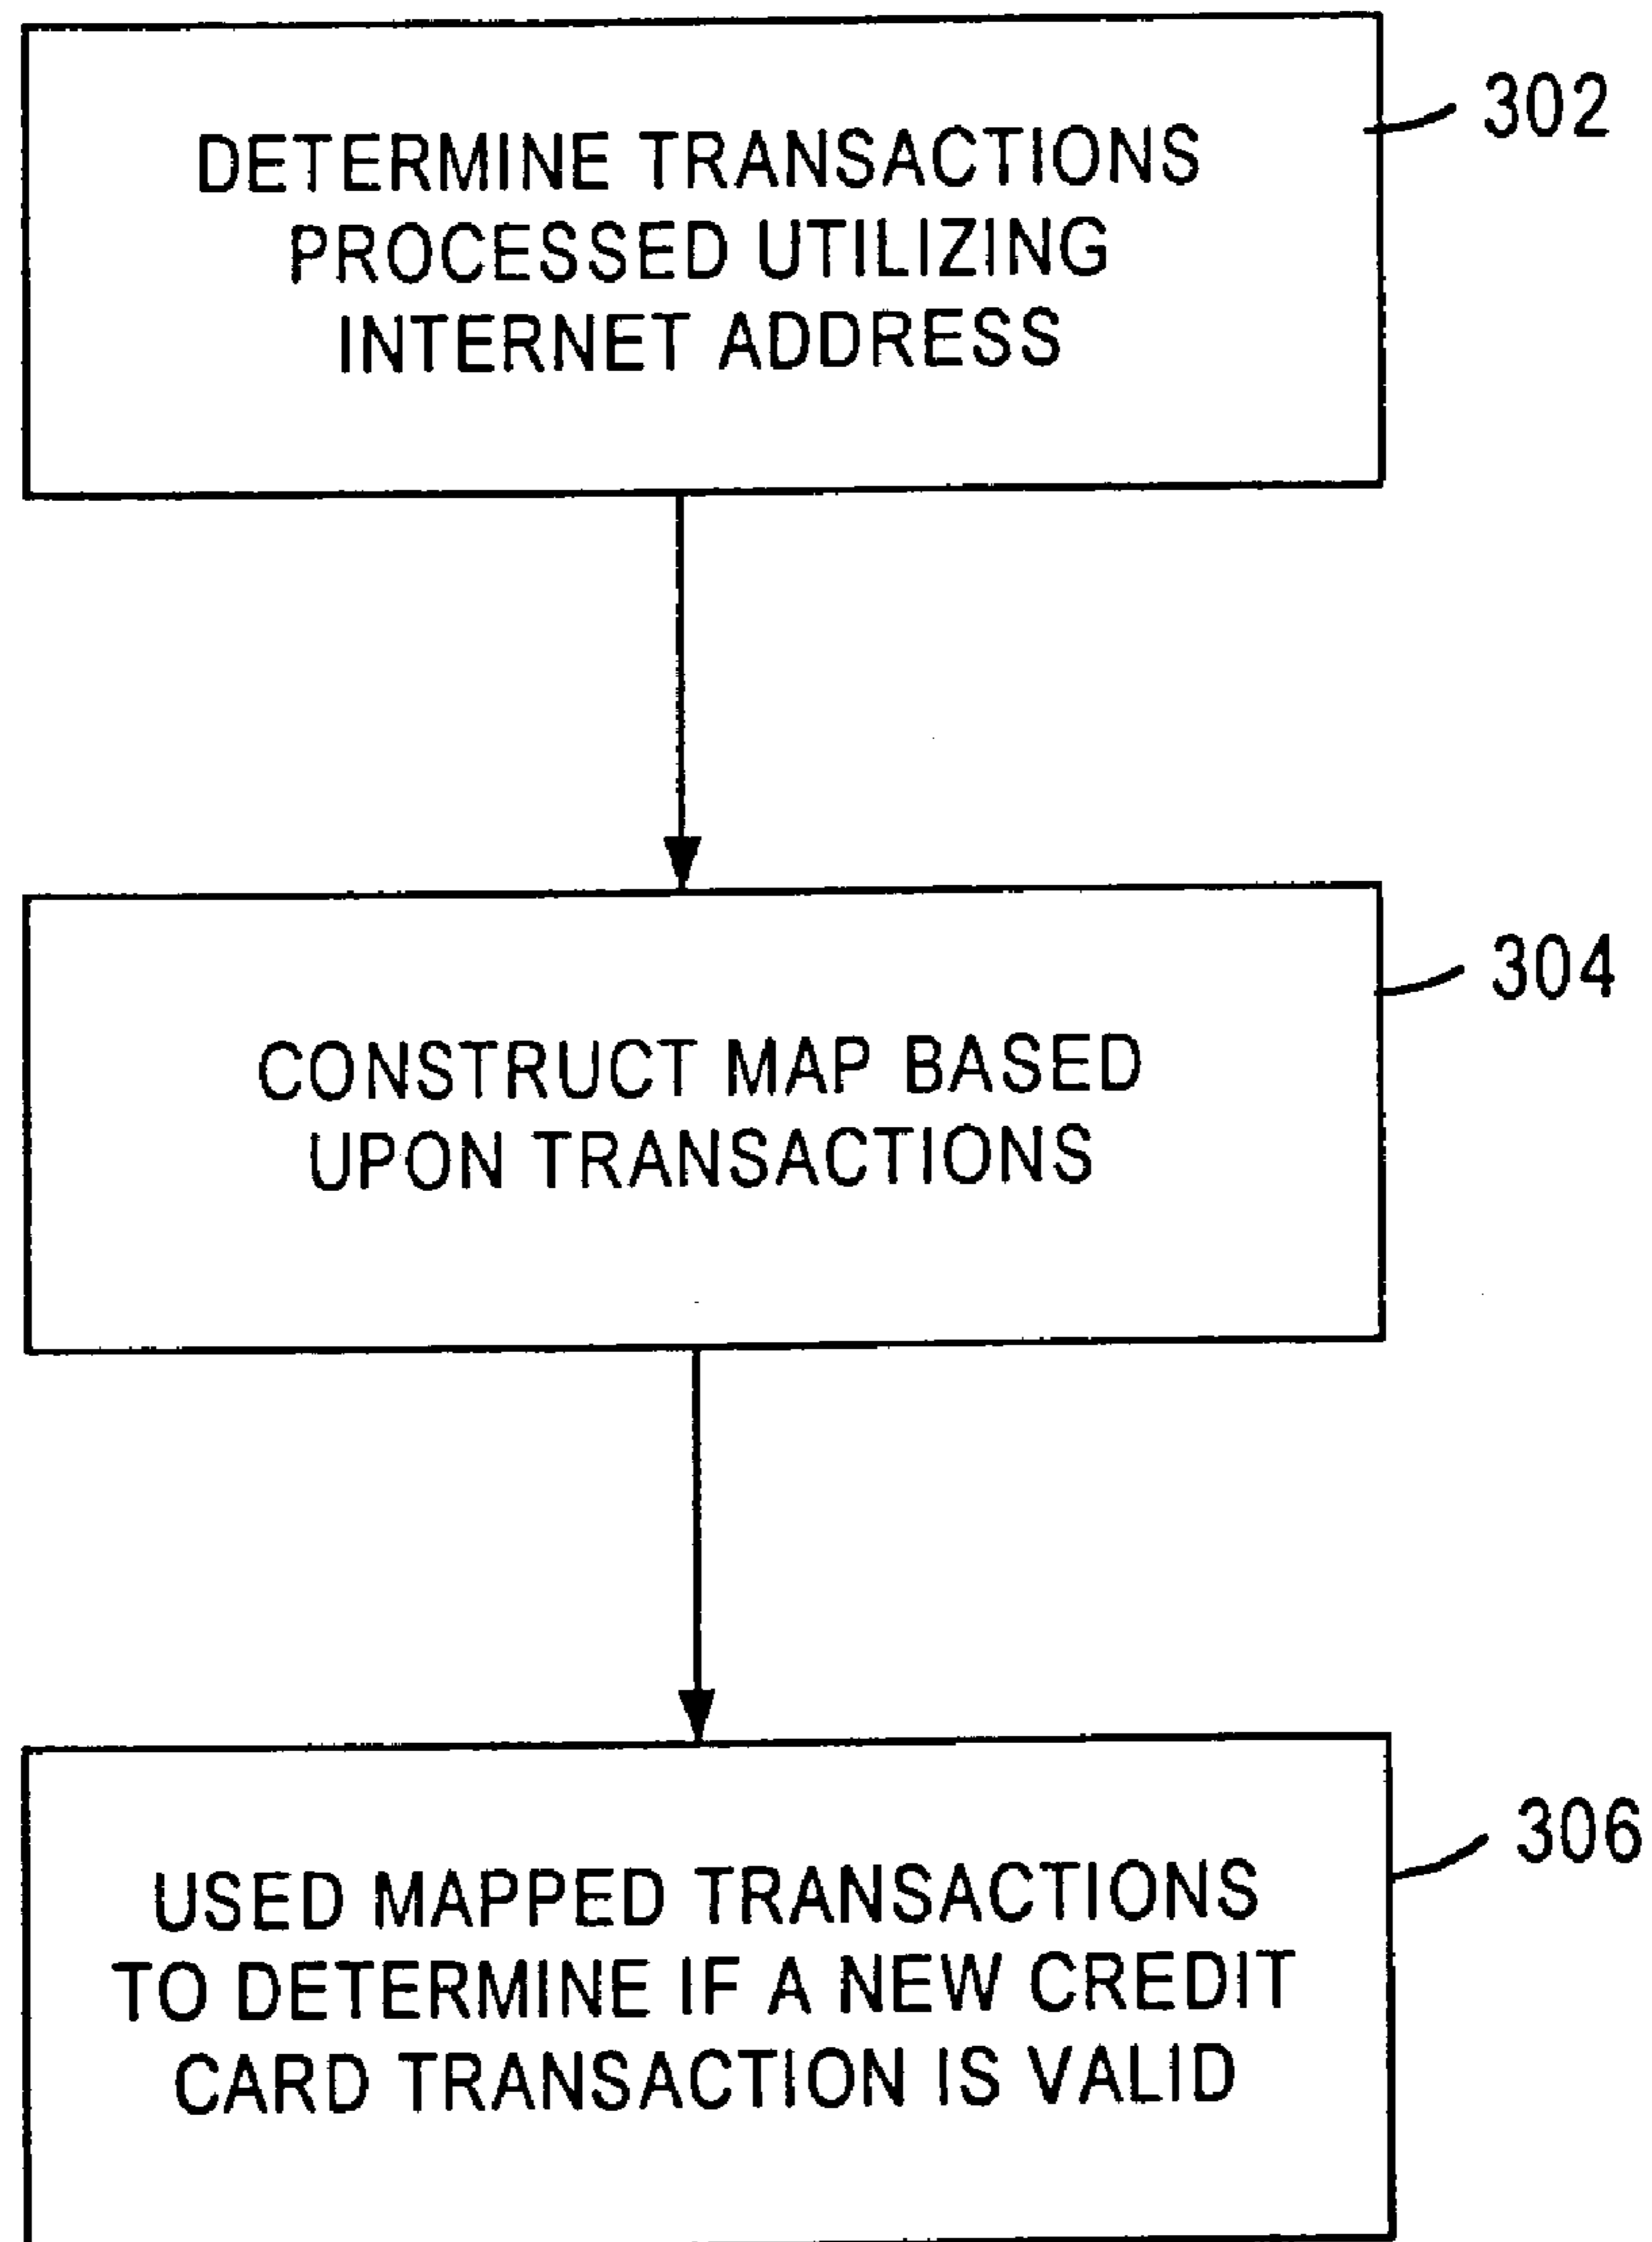 DETERMINE TRANSACTIONS
PROCESSED UTILIZING
INTERNET ADDRESS
302
CONSTRUCT MAP BASED
UPON TRANSACTIONS
304
USED MAPPED TRANSACTIONS
TO DETERMINE IF A NEW CREDIT
CARD TRANSACTION IS VALID
306